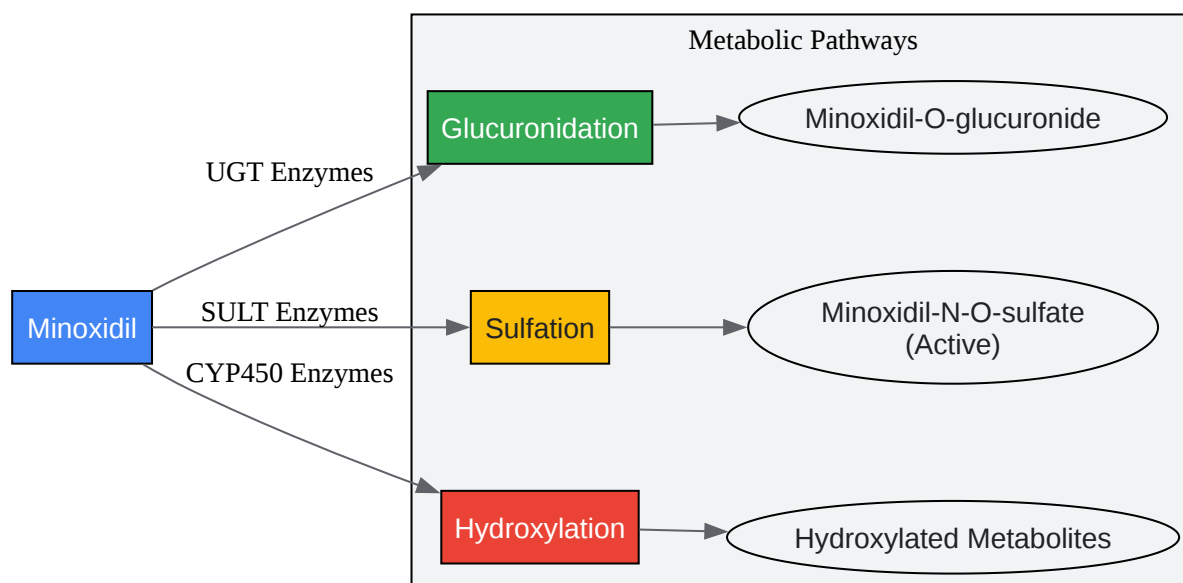 Metabolic Pathways
Glucuronidation
Minoxidil-O-glucuronide
UGT Enzymes
Minoxidil
SULT Enzymes
Sulfation
Minoxidil-N-O-sulfate
(Active)
CYP450 Enzymes
Hydroxylation
Hydroxylated Metabolites